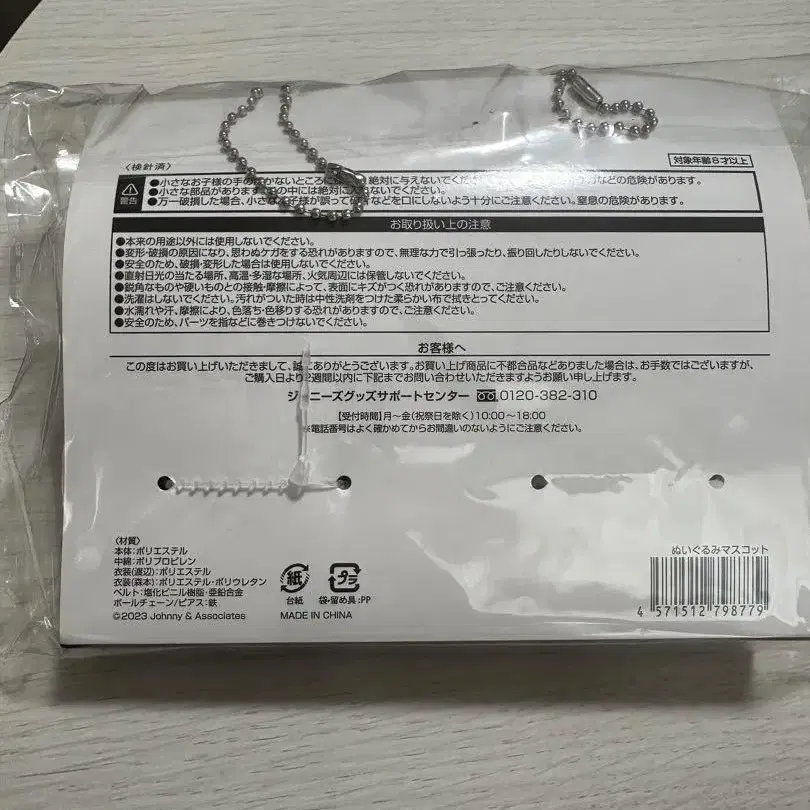 〈検針済〉
対象年齢6才以上
警告
●小さなお子様の手の かないところに 絶対に与えないでくだ などの危険があります。
●小さな部品があります の中には絶対に入 ないでください。
●万一破損した場合、小さなお子様が誤って破 などを口にしないよう十分にご注意ください。窒息の危険があります。
お取り扱い上の注意
●本来の用途以外には使用しないでください。
●変形・破損の原因になり、思わぬケガをする恐れがありますので、無理な力で引っ張ったり、振り回したりしないでください。
●安全のため、破損・変形した場合は使用しないでください。
●直射日光の当たる場所、高温・多湿な場所、火気周辺には保管しないでください。
●鋭角なものや硬いものとの接触・摩擦によって、表面にキズがつく恐れがありますので、ご注意ください。
●洗濯はしないでください。汚れがついた時は中性洗剤をつけた柔らかい布で拭きとってください。
●水濡れや汗、摩擦により、色落ち・色移りする恐れがありますので、ご注意ください。
●安全のため、パーツを指などに巻きつけないでください。
お客様へ
この度はお買い上げいただきまして、誠にありがとうございます。お買い上げ商品に不都合品などありました場合は、お手数ではございますが、
ご購入日より2週間以内に下記までお問い合わせいただきますようお願い申し上げます。
ジャニーズグッズサポートセンター 0120-382-310
【受付時間】月～金(祝祭日を除く)10:00～18:00
※電話番号はよく確かめてからお間違いのないようにご注意ください。
〈材質〉
本体:ポリエステル
中綿:ポリプロピレン
衣装(渡辺):ポリエステル
衣装(森本):ポリエステル・ポリウレタン
ベルト:塩化ビニル樹脂・亜鉛合金
ボールチェーン/ピアス:鉄
©2023 Johnny & Associates
紙
台紙
プラ
袋・留め具:PP
MADE IN CHINA
ぬいぐるみマスコット
4 571512 798779